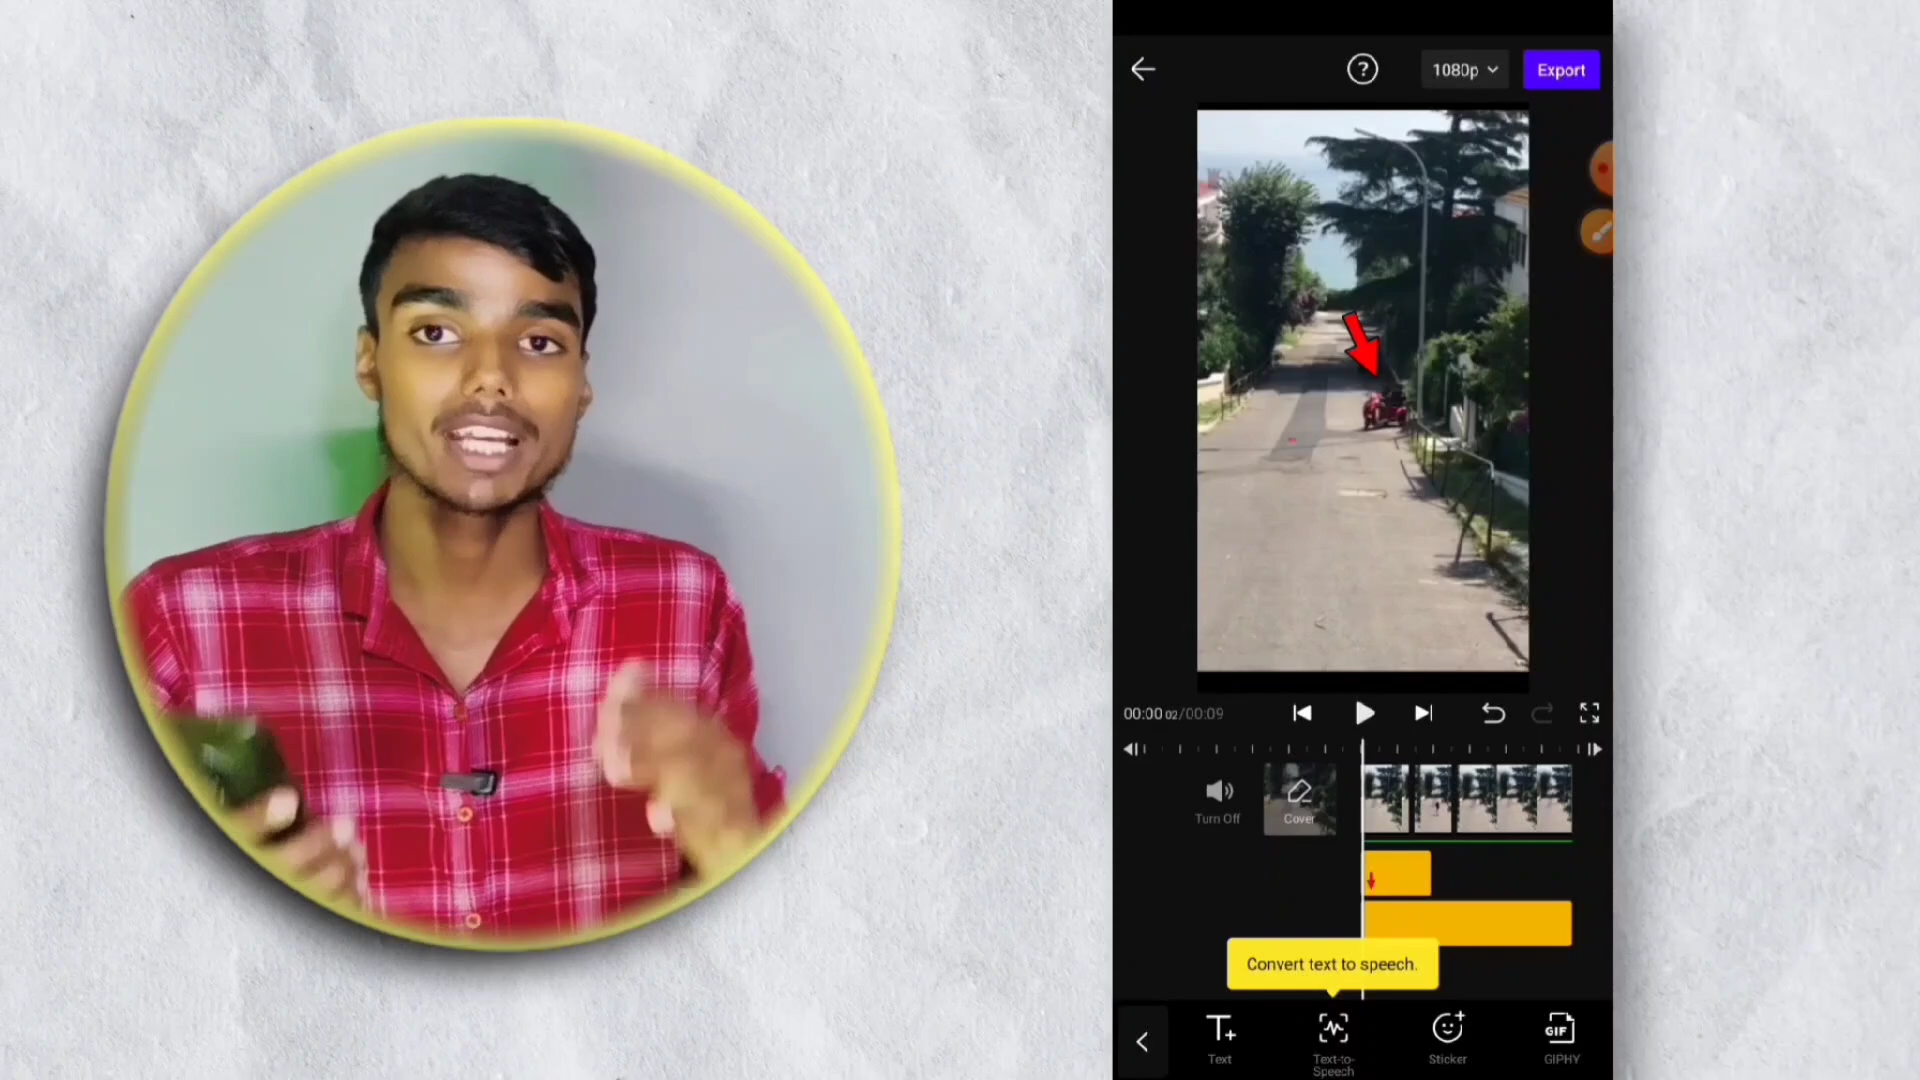 ?
1080p
Export
00:00 02/00:09
Turn Off
Cover
Convert text to speech.
Text
Text-to-
Speech
Sticker
GIF
GIPHY